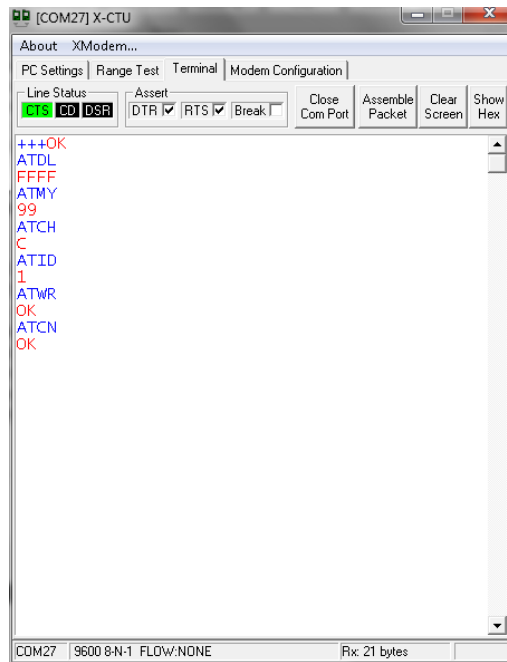 [COM27] X-CTU
About XModem...
PC Settings Range Test Terminal Modem Configuration
Line Status Assert
CTS CD DSR DTR RTS Break Close Com Port Assemble Packet Clear Screen Show Hex
+++OK
ATDL
FFFF
ATMY
99
ATCH
C
ATID
1
ATWR
OK
ATCN
OK
COM27 9600 8-N-1 FLOW:NONE Rx: 21 bytes